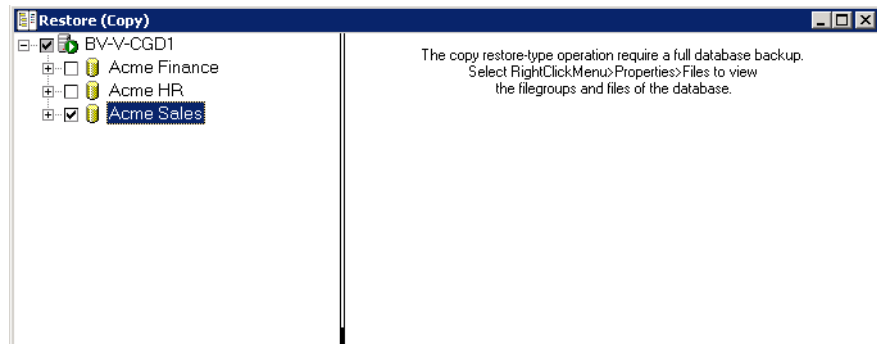 Restore (Copy)
BV-V-CGD1
Acme Finance
Acme HR
Acme Sales
The copy restore-type operation require a full database backup.
Select RightClickMenu>Properties>Files to view
the filegroups and files of the database.